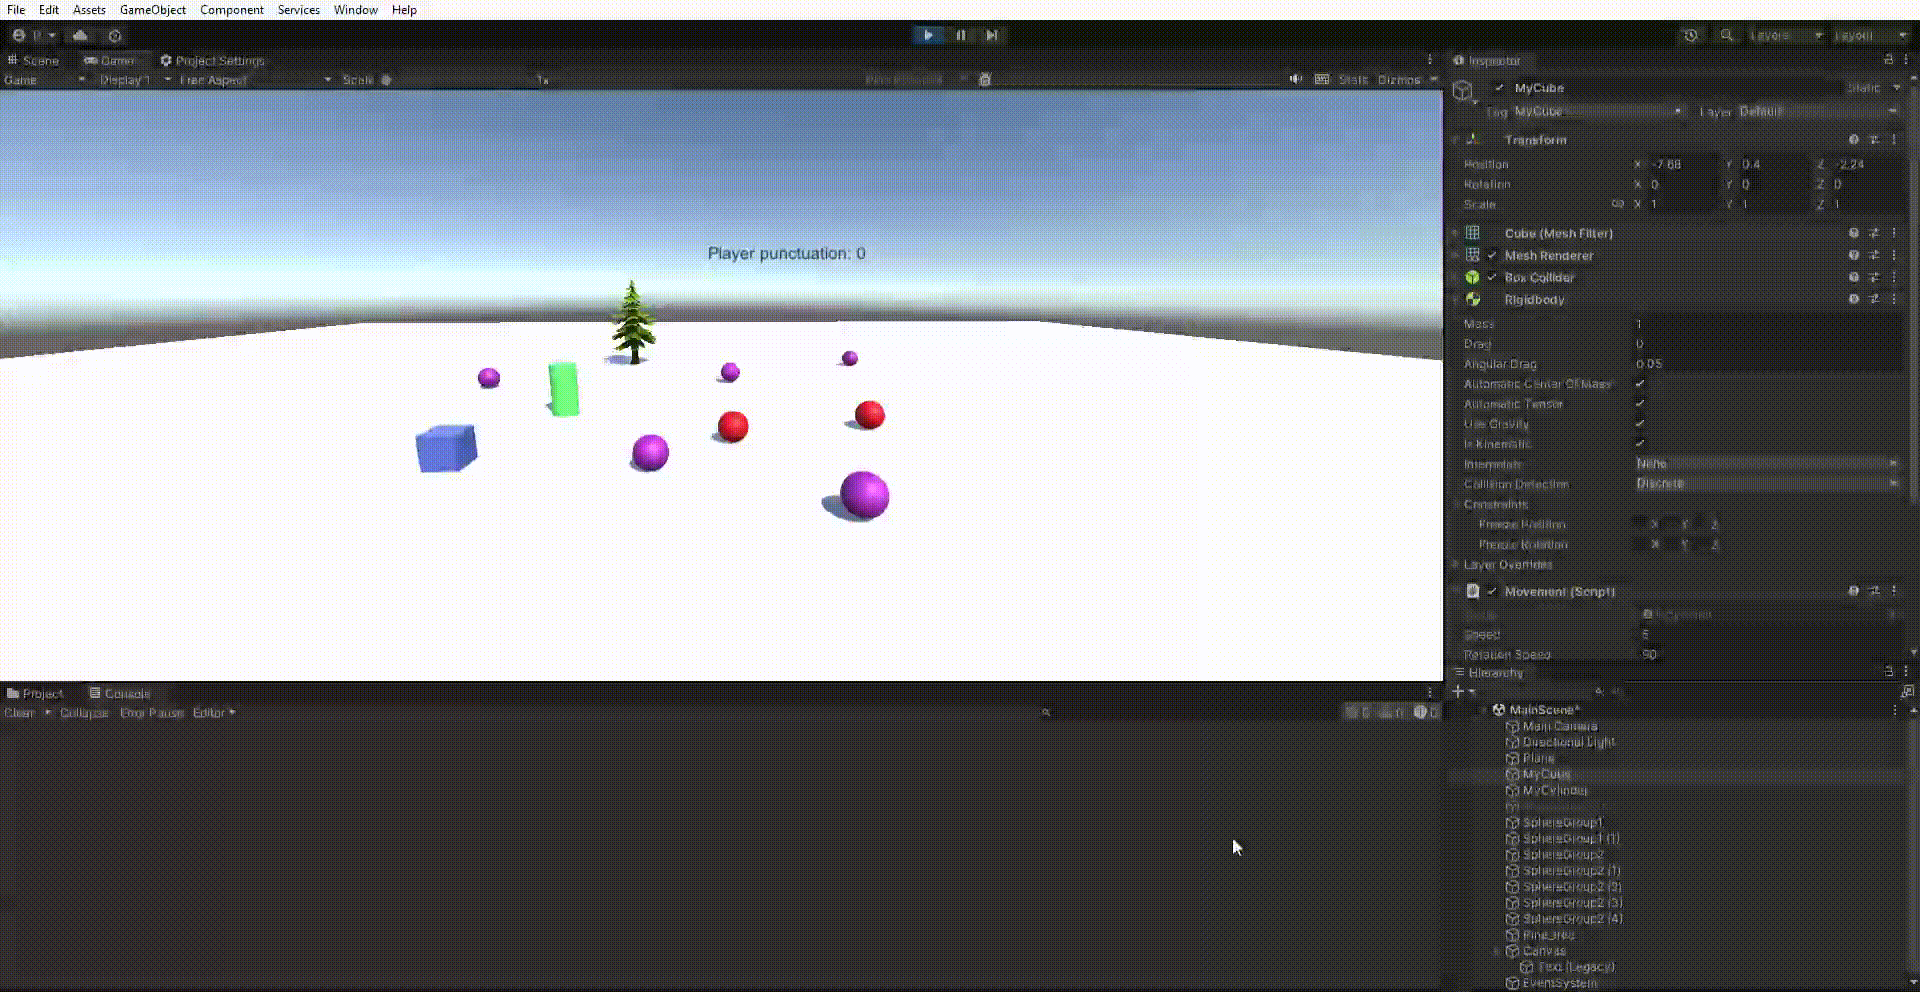 File Edit Assets GameObject Component Services Window Help
P Layers Layout
Scene Game Project Settings
Game Display 1 Free Aspect Scale 1x Stats Gizmos
Player punctuation: 0
Inspector
MyCube Static
Tag MyCube Layer Default
Transform
Position X -7.68 Y 0.4 Z -2.24
Rotation X 0 Y 0 Z 0
Scale X 1 Y 1 Z 1
Cube (Mesh Filter)
Mesh Renderer
Box Collider
Rigidbody
Mass 1
Drag 0
Angular Drag 0.05
Automatic Center Of Mass
Automatic Tensor
Use Gravity
Is Kinematic
Interpolate None
Collision Detection Discrete
Constraints
Freeze Position X Y Z
Freeze Rotation X Y Z
Layer Overrides
Movement (Script)
Speed 5
Rotation Speed 90
Project Console
Clear Collapse Error Pause Editor
Hierarchy
MainScene*
Main Camera
Directional Light
Plane
MyCube
MyCylinder
SphereGroup1
SphereGroup1 (1)
SphereGroup2
SphereGroup2 (1)
SphereGroup2 (2)
SphereGroup2 (3)
SphereGroup2 (4)
Canvas
Text (Legacy)
EventSystem